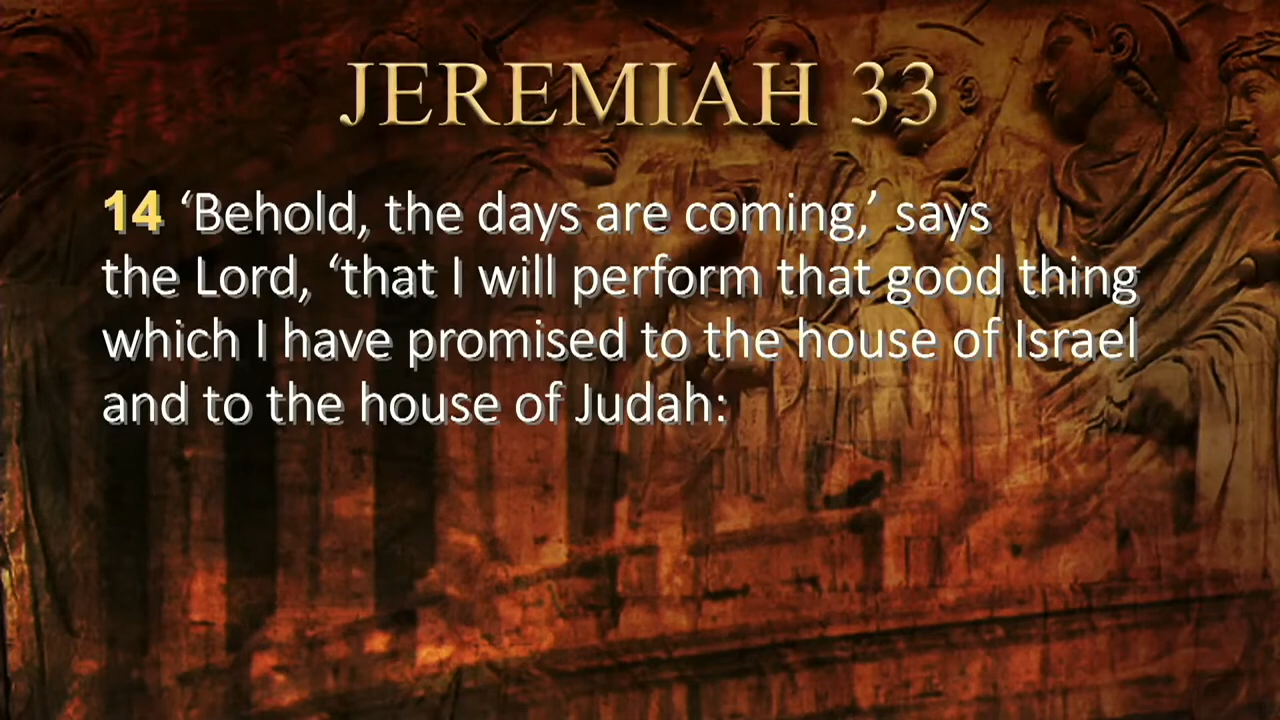 JEREMIAH 33
14 ‘Behold, the days are coming,’ says
the Lord, ‘that I will perform that good thing
which I have promised to the house of Israel
and to the house of Judah: